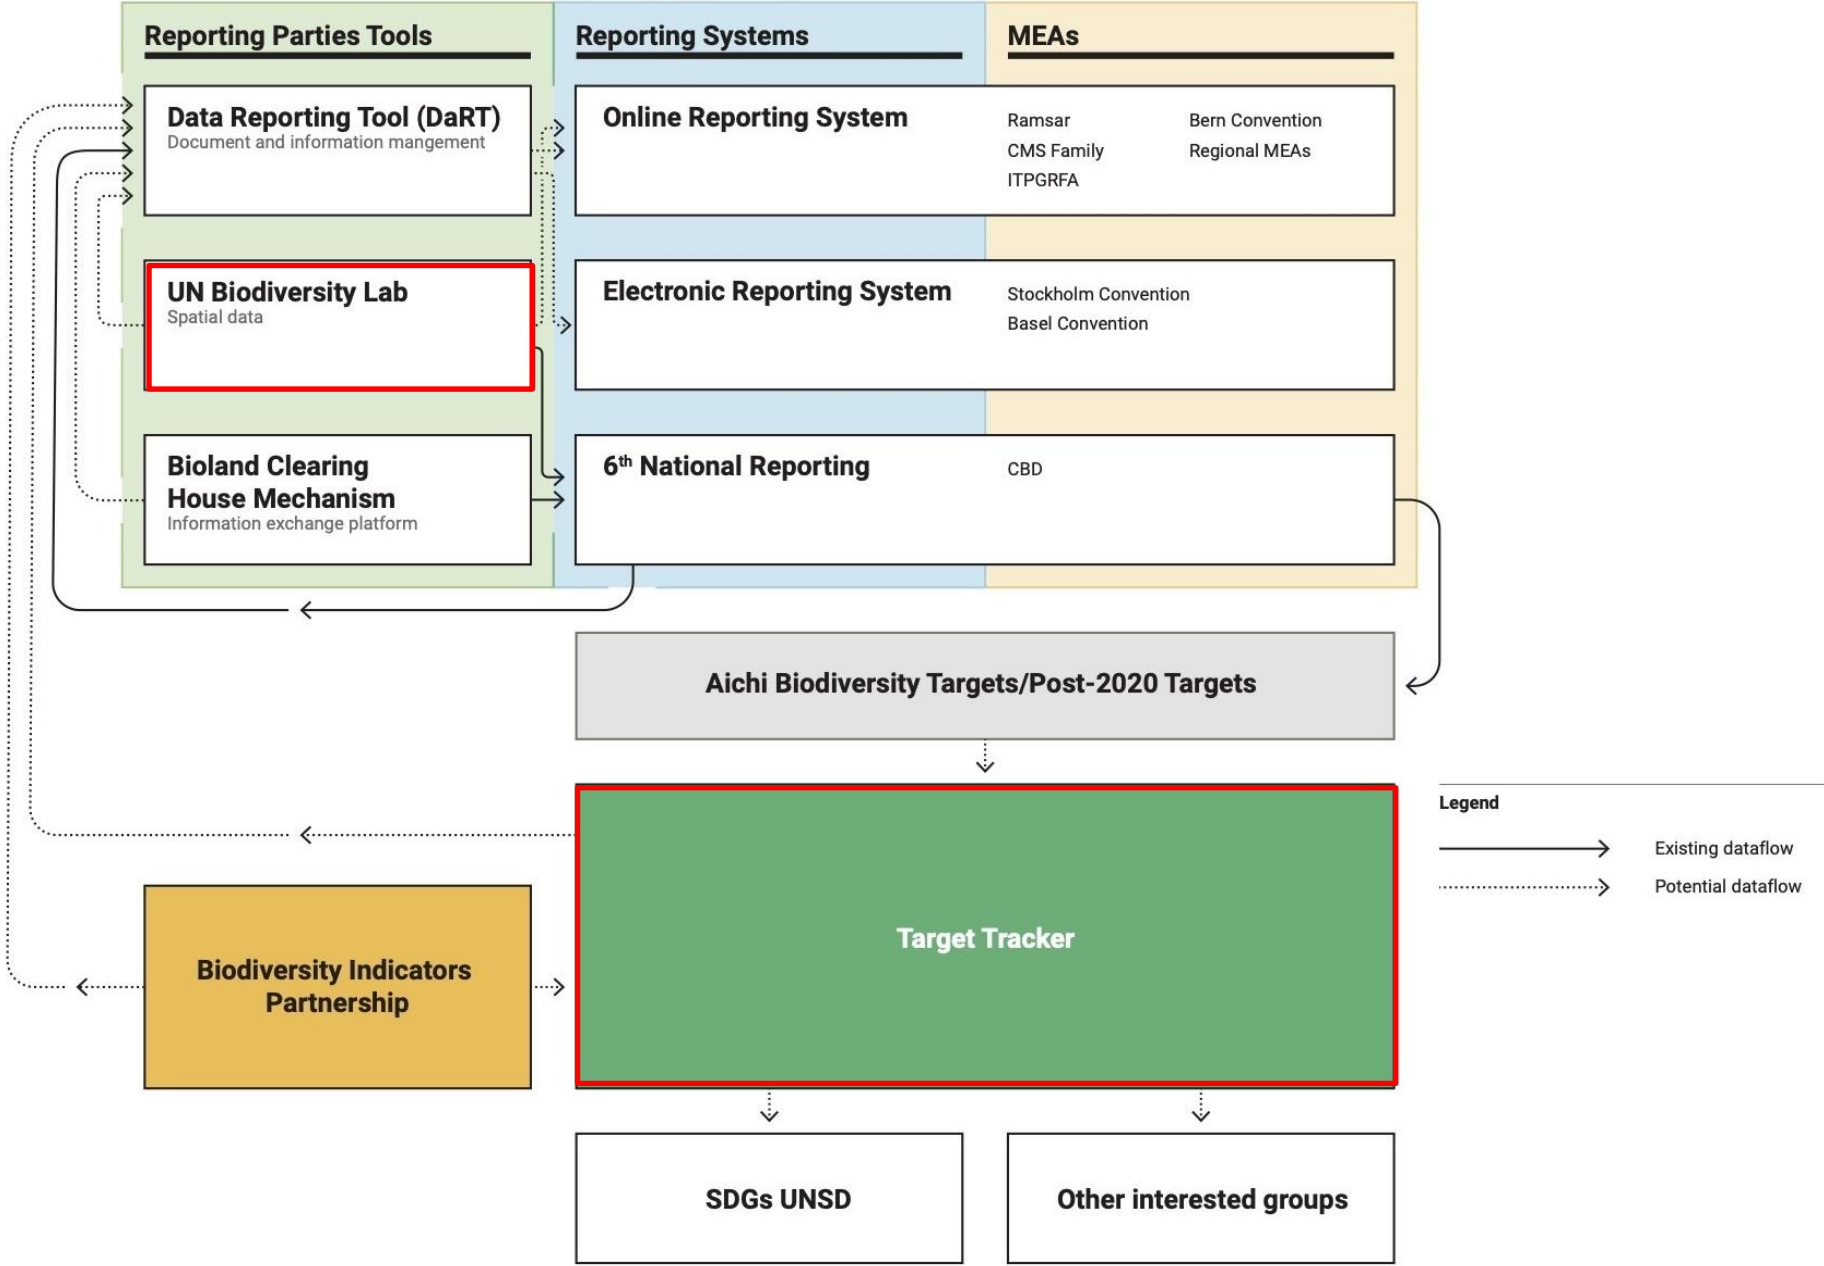 Reporting Parties Tools
Reporting Systems
MEAs
Data Reporting Tool (DaRT)
Document and information mangement
Online Reporting System
Ramsar
Bern Convention
CMS Family
Regional MEAs
ITPGRFA
UN Biodiversity Lab
Spatial data
Electronic Reporting System
Stockholm Convention
Basel Convention
Bioland Clearing
House Mechanism
Information exchange platform
6th National Reporting
CBD
Aichi Biodiversity Targets/Post-2020 Targets
Legend
Existing dataflow
Potential dataflow
Target Tracker
Biodiversity Indicators
Partnership
SDGs UNSD
Other interested groups